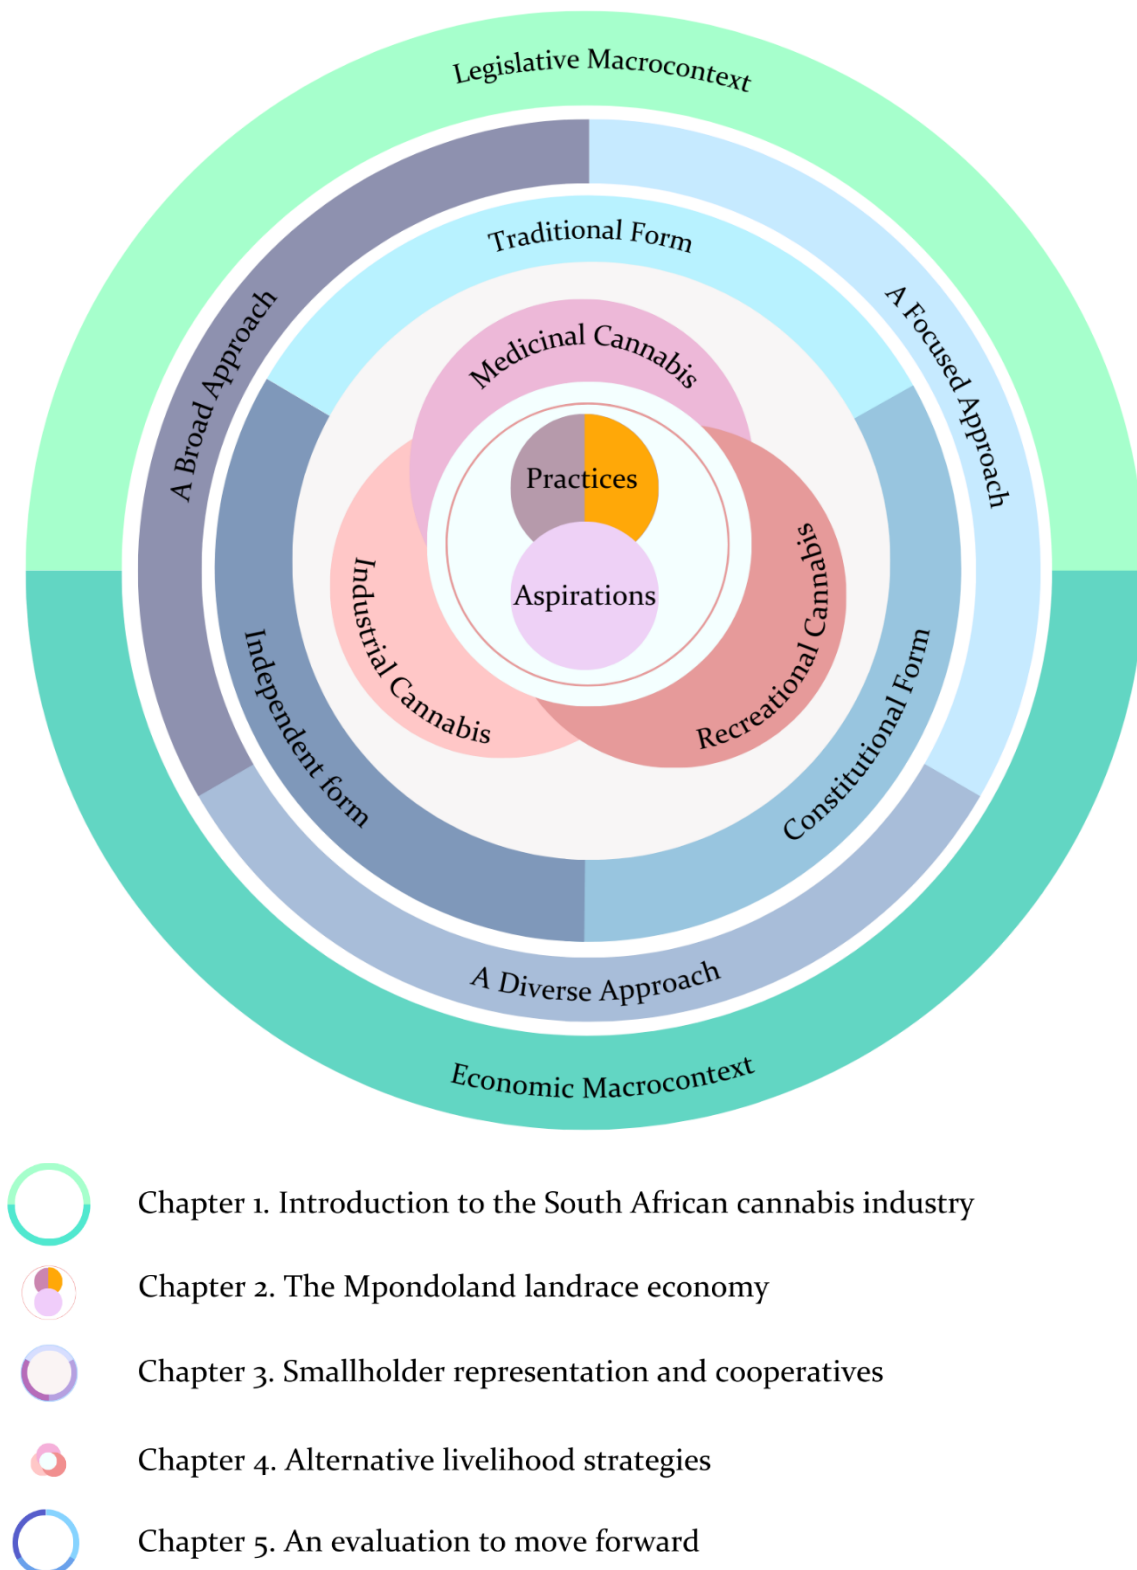 Legislative Macrocontext
A Broad Approach
A Focused Approach
Traditional Form
Medicinal Cannabis
Practices
Aspirations
Industrial Cannabis
Recreational Cannabis
Independent form
Constitutional Form
A Diverse Approach
Economic Macrocontext
Chapter 1. Introduction to the South African cannabis industry
Chapter 2. The Mpondoland landrace economy
Chapter 3. Smallholder representation and cooperatives
Chapter 4. Alternative livelihood strategies
Chapter 5. An evaluation to move forward